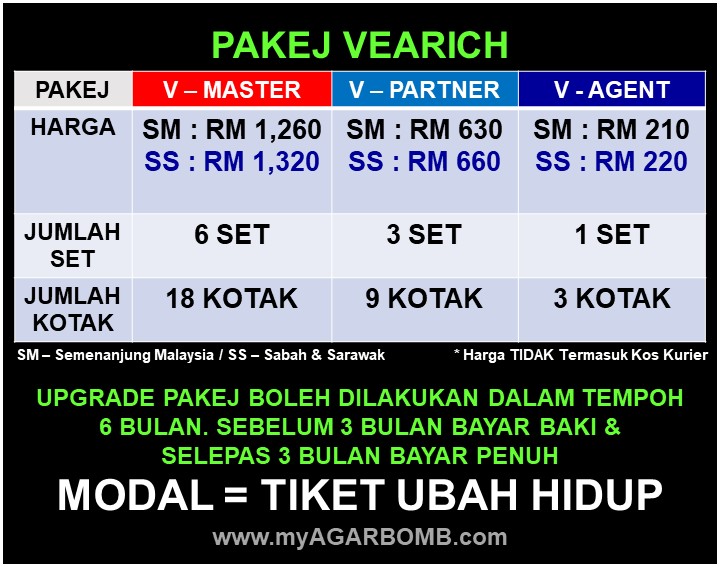 PAKEJ VEARICH
PAKEJ V – MASTER V – PARTNER V - AGENT
HARGA SM : RM 1,260 SM : RM 630 SM : RM 210
SS : RM 1,320 SS : RM 660 SS : RM 220
JUMLAH
SET 6 SET 3 SET 1 SET
JUMLAH
KOTAK 18 KOTAK 9 KOTAK 3 KOTAK
SM – Semenanjung Malaysia / SS – Sabah & Sarawak * Harga TIDAK Termasuk Kos Kurier
UPGRADE PAKEJ BOLEH DILAKUKAN DALAM TEMPOH
6 BULAN. SEBELUM 3 BULAN BAYAR BAKI &
SELEPAS 3 BULAN BAYAR PENUH
MODAL = TIKET UBAH HIDUP
www.myAGARBOMB.com